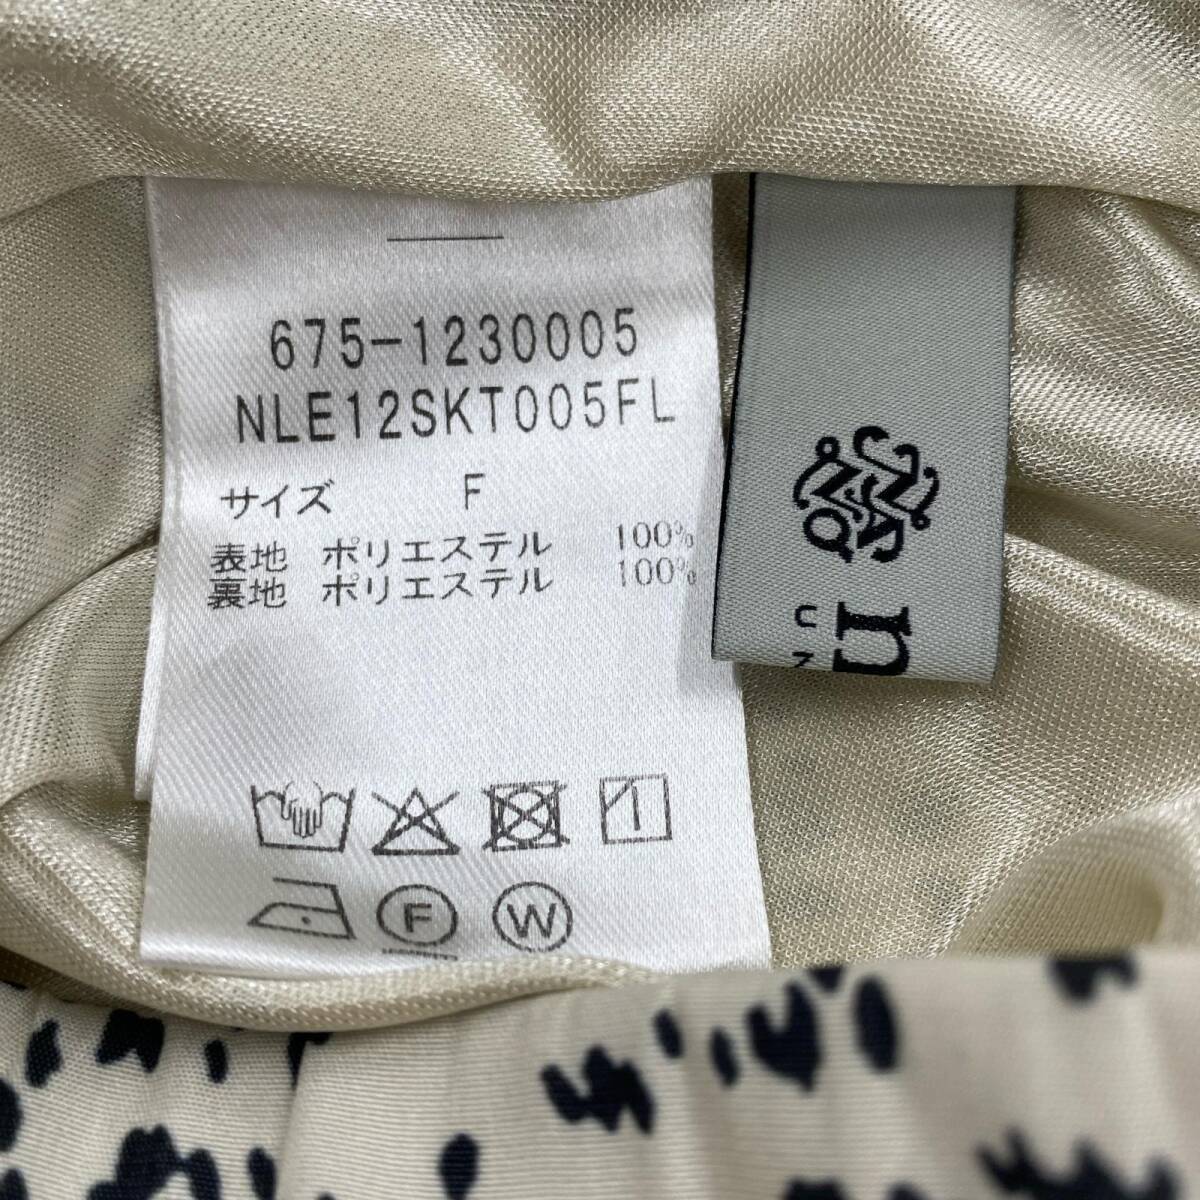 675-1230005
NLE12SKT005FL
サイズ F
表地 ポリエステル 100%
裏地 ポリエステル 100%
F
W
n